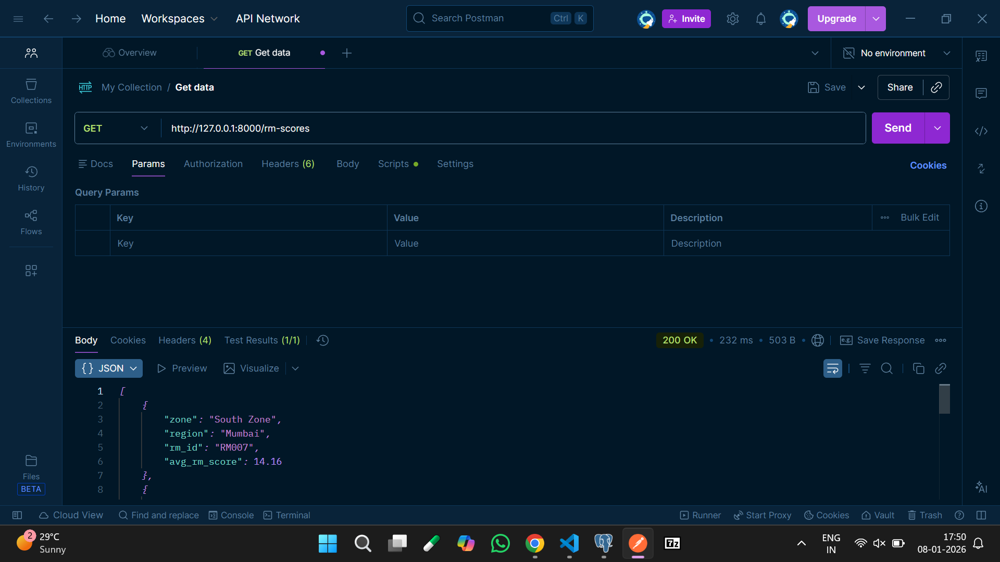 Home
Workspaces
API Network
Search Postman
Ctrl
K
Invite
Upgrade
Overview
GET Get data
No environment
HTTP
My Collection / Get data
Save
Share
Collections
Environments
History
Flows
GET
http://127.0.0.1:8000/rm-scores
Send
Docs
Params
Authorization
Headers (6)
Body
Scripts
Settings
Cookies
Query Params
Key
Value
Description
Bulk Edit
Key
Value
Description
Body
Cookies
Headers (4)
Test Results (1/1)
200 OK
232 ms
503 B
e.g.
Save Response
{ } JSON
Preview
Visualize
1 [
2 {
3 "zone": "South Zone",
4 "region": "Mumbai",
5 "rm_id": "RM007",
6 "avg_rm_score": 14.16
7 },
8 {
Files
BETA
AI
Cloud View
Find and replace
Console
Terminal
Runner
Start Proxy
Cookies
Vault
Trash
2
29°C
Sunny
7z
ENG
IN
17:50
08-01-2026